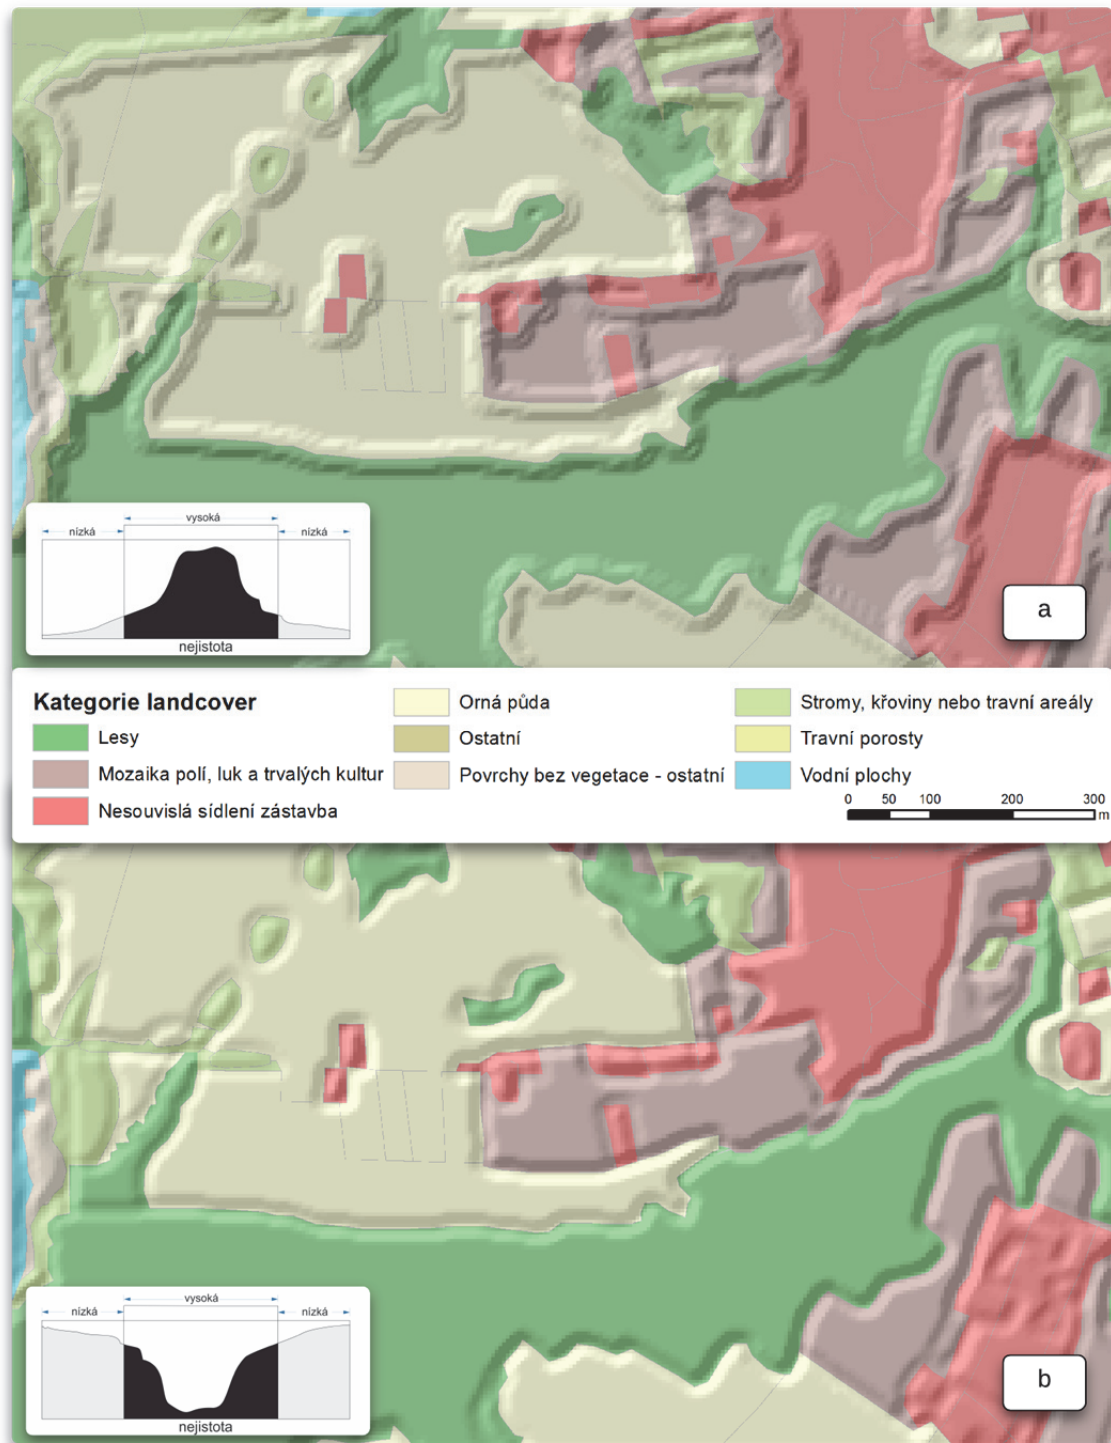 nízká
vysoká
nízká
nejistota
a
Kategorie landcover
Lesy
Mozaika polí, luk a trvalých kultur
Nesouvislá sídlení zástavba
Orná půda
Ostatní
Povrchy bez vegetace - ostatní
Stromy, křoviny nebo travní areály
Travní porosty
Vodní plochy
0 50 100 200 300
m
nízká
vysoká
nízká
nejistota
b